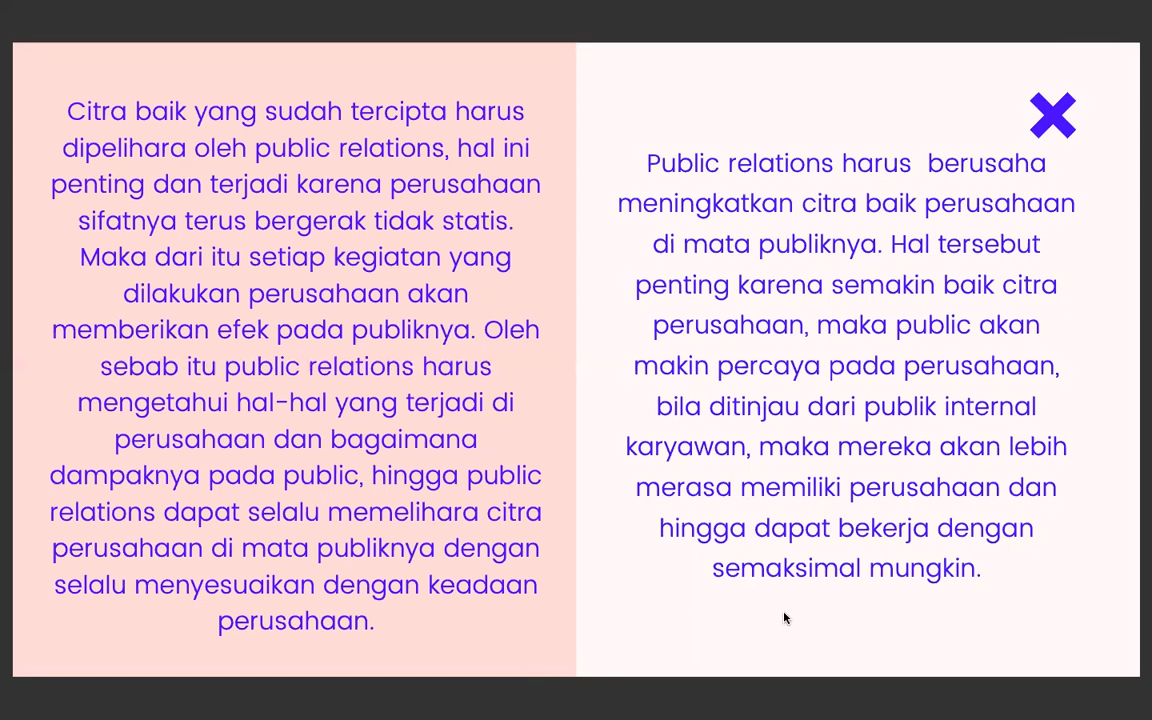 Citra baik yang sudah tercipta harus
dipelihara oleh public relations, hal ini
penting dan terjadi karena perusahaan
sifatnya terus bergerak tidak statis.
Maka dari itu setiap kegiatan yang
dilakukan perusahaan akan
memberikan efek pada publiknya. Oleh
sebab itu public relations harus
mengetahui hal-hal yang terjadi di
perusahaan dan bagaimana
dampaknya pada public, hingga public
relations dapat selalu memelihara citra
perusahaan di mata publiknya dengan
selalu menyesuaikan dengan keadaan
perusahaan.
Public relations harus  berusaha
meningkatkan citra baik perusahaan
di mata publiknya. Hal tersebut
penting karena semakin baik citra
perusahaan, maka public akan
makin percaya pada perusahaan,
bila ditinjau dari publik internal
karyawan, maka mereka akan lebih
merasa memiliki perusahaan dan
hingga dapat bekerja dengan
semaksimal mungkin.